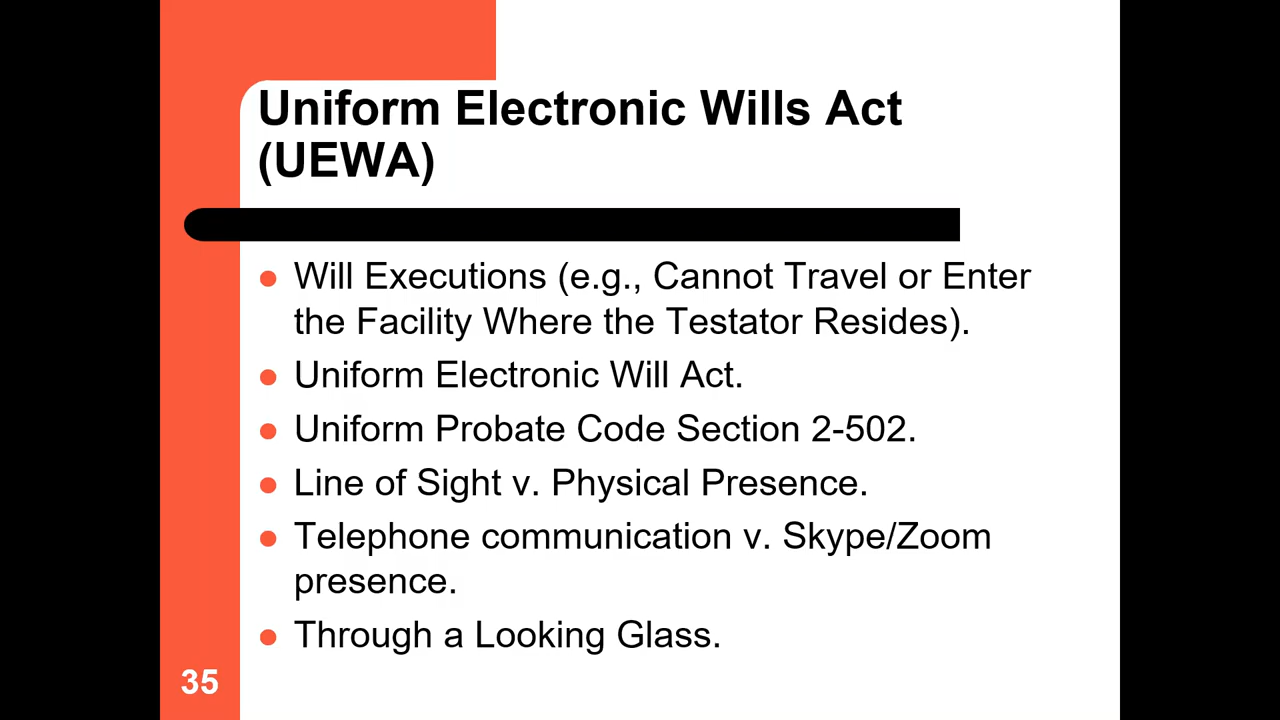 Uniform Electronic Wills Act
(UEWA)
● Will Executions (e.g., Cannot Travel or Enter
the Facility Where the Testator Resides).
● Uniform Electronic Will Act.
● Uniform Probate Code Section 2-502.
● Line of Sight v. Physical Presence.
● Telephone communication v. Skype/Zoom
presence.
● Through a Looking Glass.
35